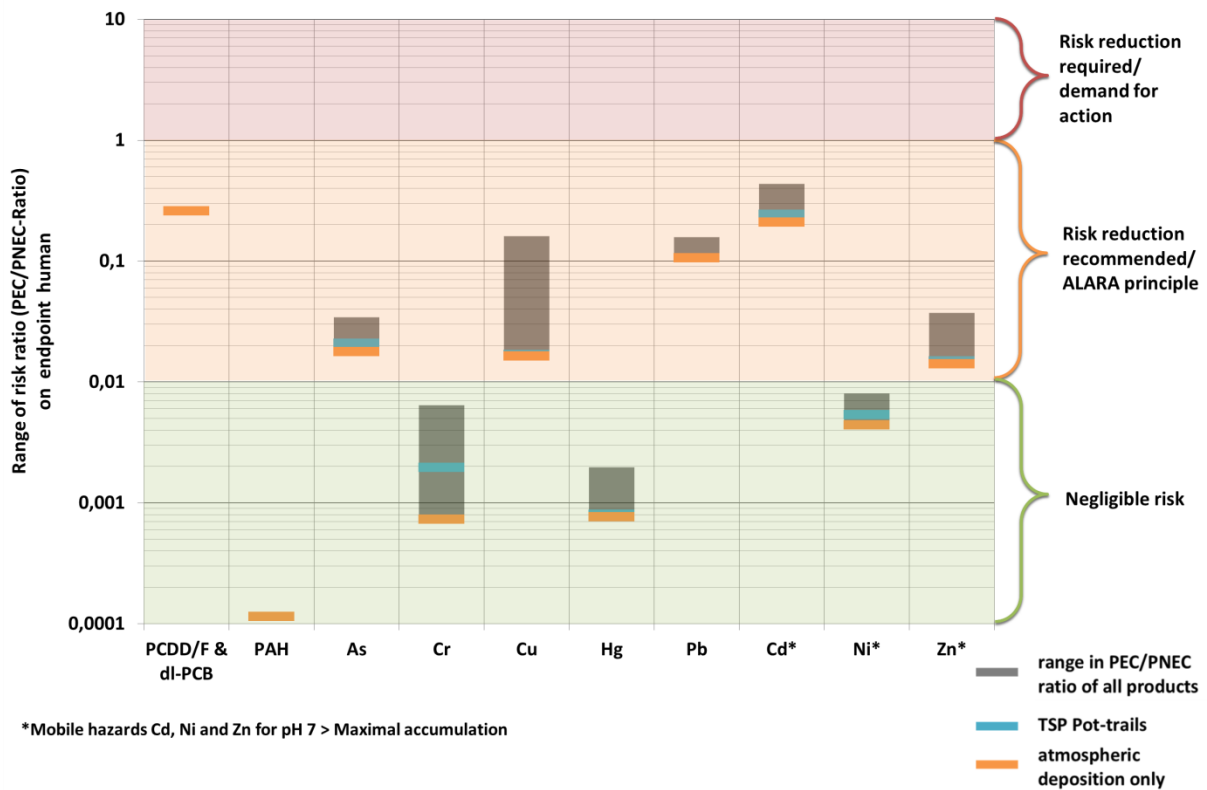 Range of risk ratio (PEC/PNEC-Ratio)
on endpoint human
10
1
0,1
0,01
0,001
0,0001
PCDD/F &
dl-PCB
PAH
As
Cr
Cu
Hg
Pb
Cd*
Ni*
Zn*
Risk reduction
required/
demand for
action
Risk reduction
recommended/
ALARA principle
Negligible risk
range in PEC/PNEC
ratio of all products
TSP Pot-trails
atmospheric
deposition only
*Mobile hazards Cd, Ni and Zn for pH 7 > Maximal accumulation